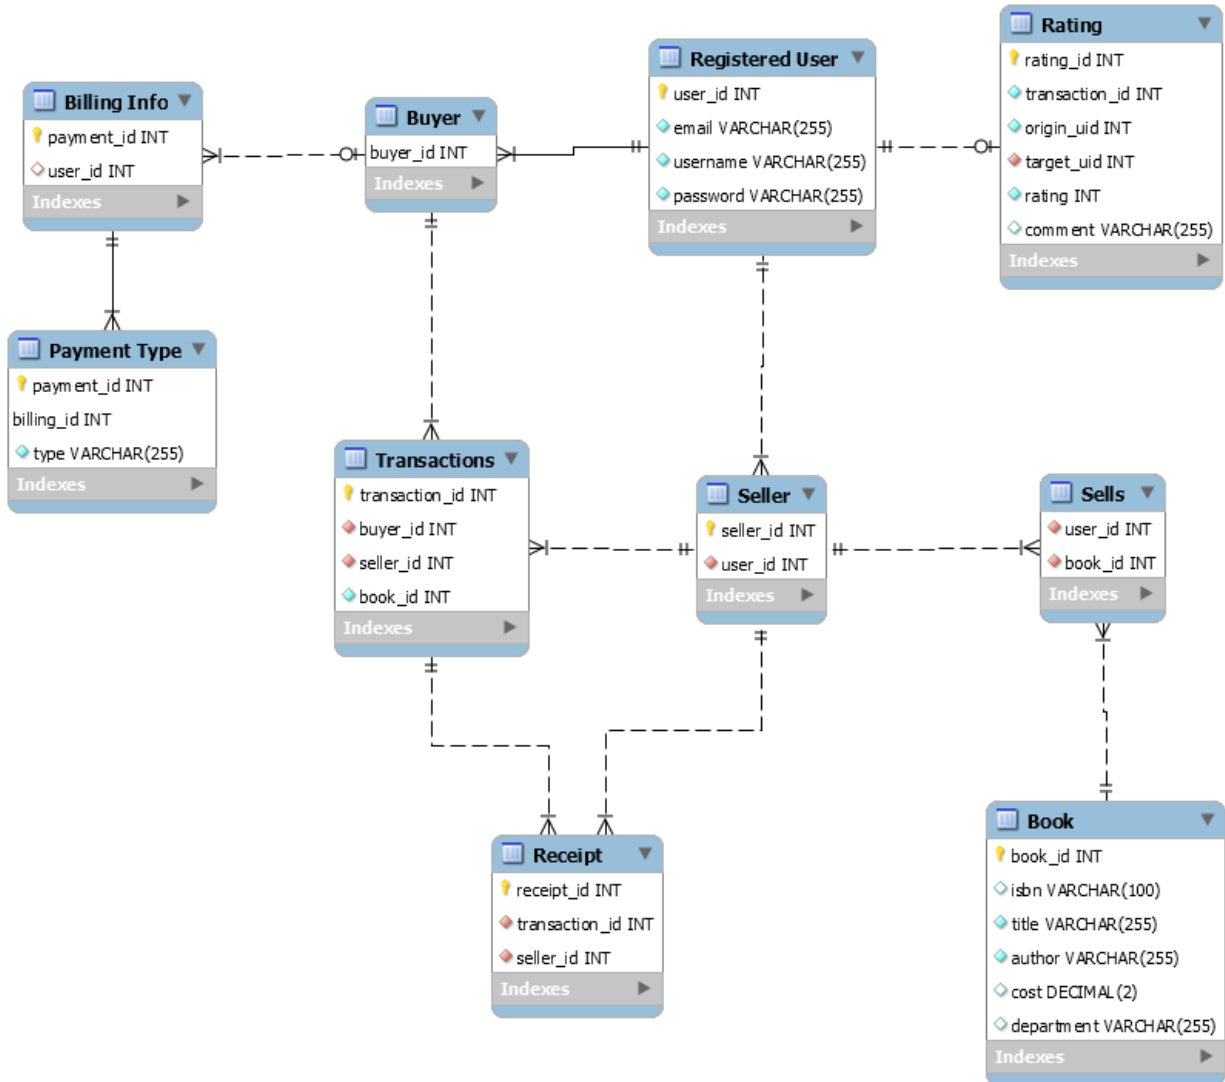 Billing Info
payment_id INT
user_id INT
Indexes
Buyer
buyer_id INT
Indexes
Registered User
user_id INT
email VARCHAR(255)
username VARCHAR(255)
password VARCHAR(255)
Indexes
Rating
rating_id INT
transaction_id INT
origin_uid INT
target_uid INT
rating INT
comment VARCHAR(255)
Indexes
Payment Type
payment_id INT
billing_id INT
type VARCHAR(255)
Indexes
Transactions
transaction_id INT
buyer_id INT
seller_id INT
book_id INT
Indexes
Seller
seller_id INT
user_id INT
Indexes
Sells
user_id INT
book_id INT
Indexes
Receipt
receipt_id INT
transaction_id INT
seller_id INT
Indexes
Book
book_id INT
isbn VARCHAR(100)
title VARCHAR(255)
author VARCHAR(255)
cost DECIMAL(2)
department VARCHAR(255)
Indexes